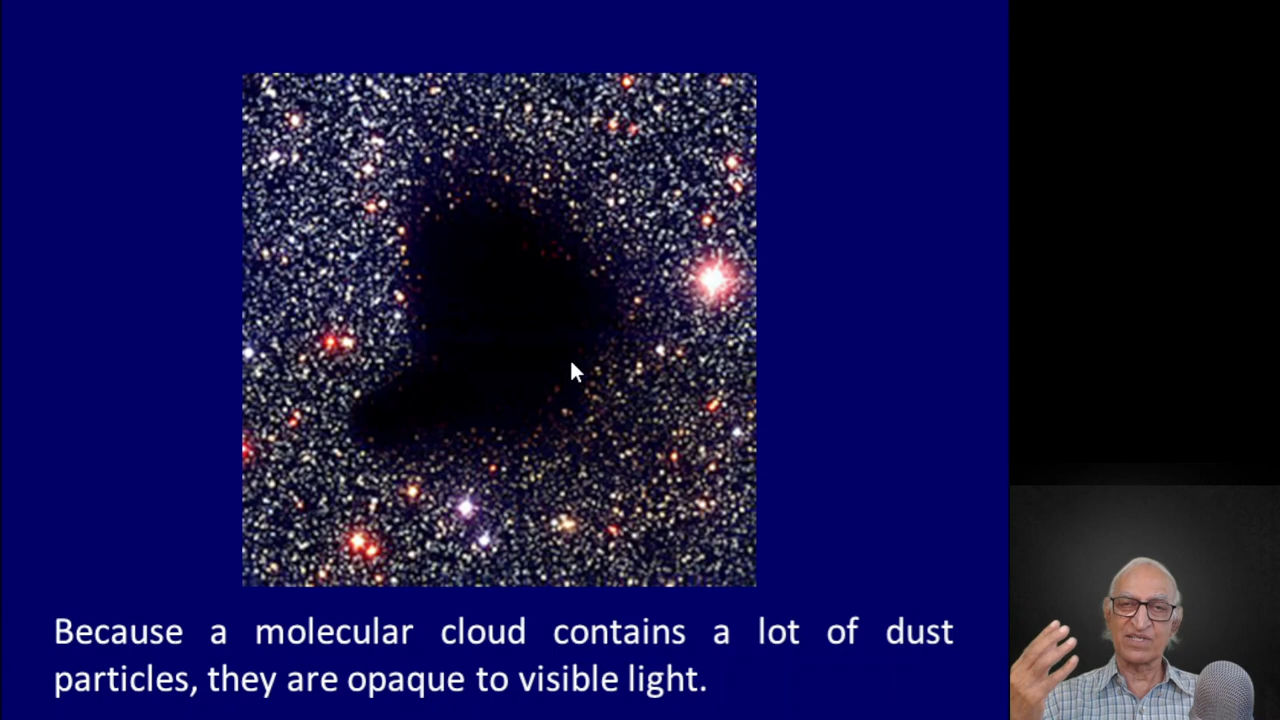 Because a molecular cloud contains a lot of dust
particles, they are opaque to visible light.